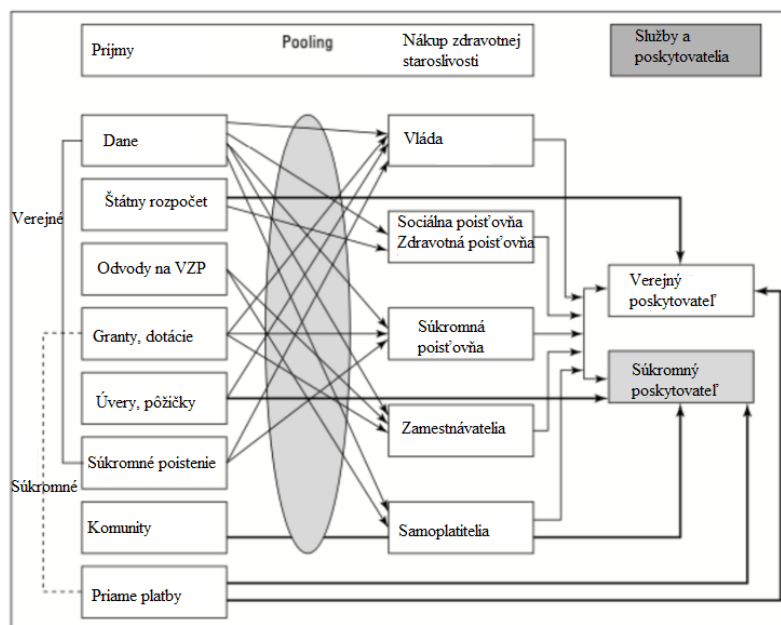 Príjmy
Pooling
Nákup zdravotnej
staroslivosti
Služby a
poskytovatelia
Verejné
Súkromné
Dane
Štátny rozpočet
Odvody na VZP
Granty, dotácie
Úvery, pôžičky
Súkromné poistenie
Komunity
Priame platby
Vláda
Sociálna poisťovňa
Zdravotná poisťovňa
Súkromná
poisťovňa
Zamestnávatelia
Samoplatitelia
Verejný
poskytovateľ
Súkromný
poskytovateľ